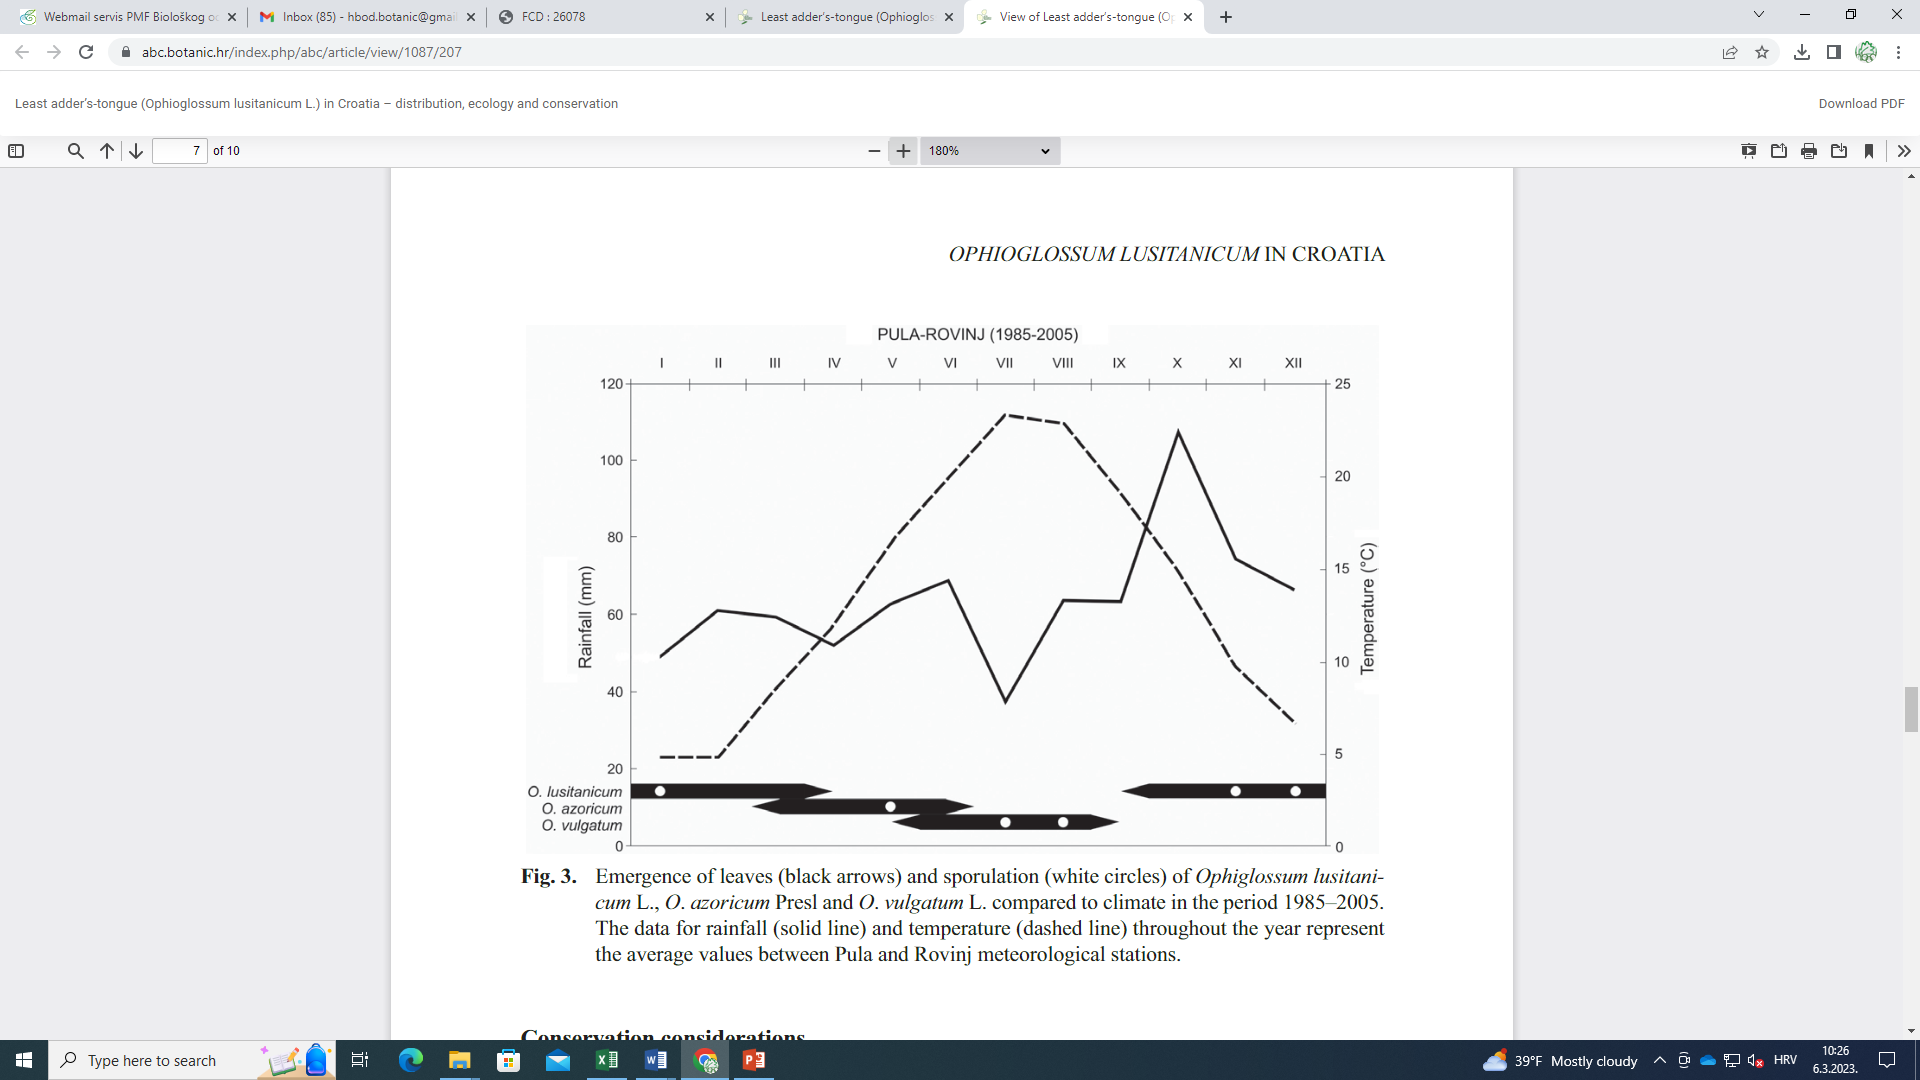 Webmail servis PMF Biološkog o
Inbox (85) - hbod.botanic@gmai
FCD : 26078
Least adder's-tongue (Ophioglos
View of Least adder's-tongue (O
abc.botanic.hr/index.php/abc/article/view/1087/207
Least adder's-tongue (Ophioglossum lusitanicum L.) in Croatia – distribution, ecology and conservation
Download PDF
7 of 10
180%
OPHIOGLOSSUM LUSITANICUM IN CROATIA
PULA-ROVINJ (1985-2005)
I II III IV V VI VII VIII IX X XI XII
120
100
80
60
40
20
0
Rainfall (mm)
25
20
15
10
5
0
Temperature (°C)
O. lusitanicum
O. azoricum
O. vulgatum
Fig. 3. Emergence of leaves (black arrows) and sporulation (white circles) of Ophiglossum lusitani-
cum L., O. azoricum Presl and O. vulgatum L. compared to climate in the period 1985–2005.
The data for rainfall (solid line) and temperature (dashed line) throughout the year represent
the average values between Pula and Rovinj meteorological stations.
Conservation considerations
Type here to search
39°F Mostly cloudy
HRV
10:26
6.3.2023.